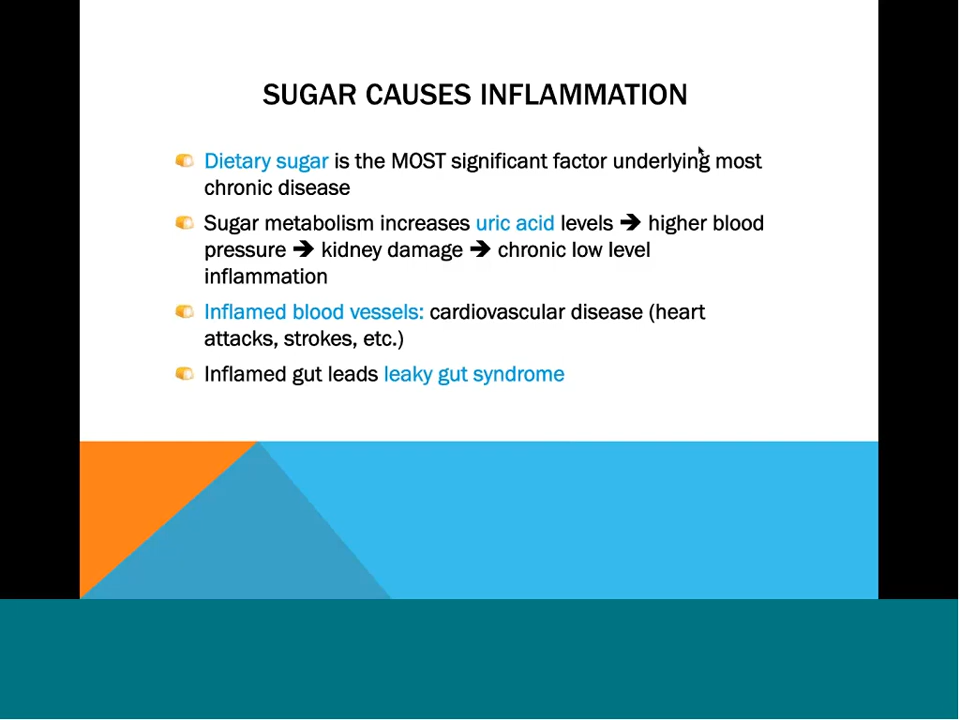 SUGAR CAUSES INFLAMMATION
Dietary sugar is the MOST significant factor underlying most
chronic disease
Sugar metabolism increases uric acid levels ➔ higher blood
pressure ➔ kidney damage ➔ chronic low level
inflammation
Inflamed blood vessels: cardiovascular disease (heart
attacks, strokes, etc.)
Inflamed gut leads leaky gut syndrome